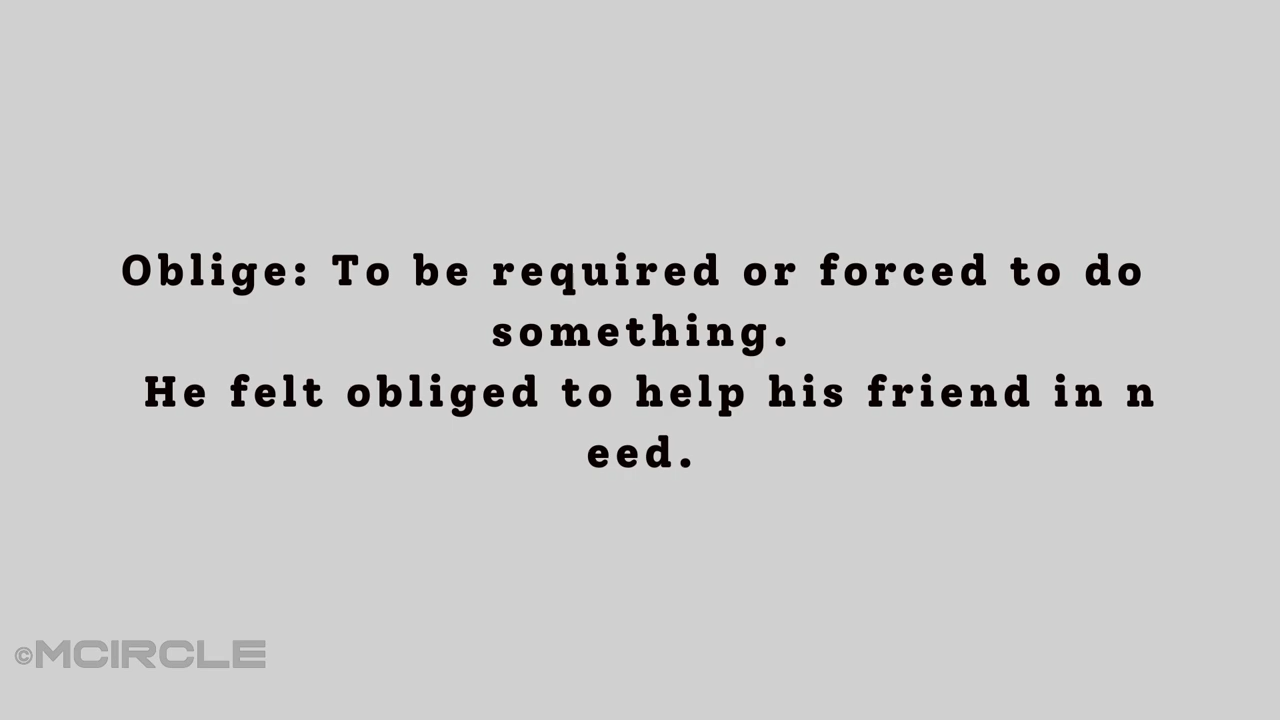 Oblige: To be required or forced to do
something.
He felt obliged to help his friend in n
eed.
©MCIRCLE